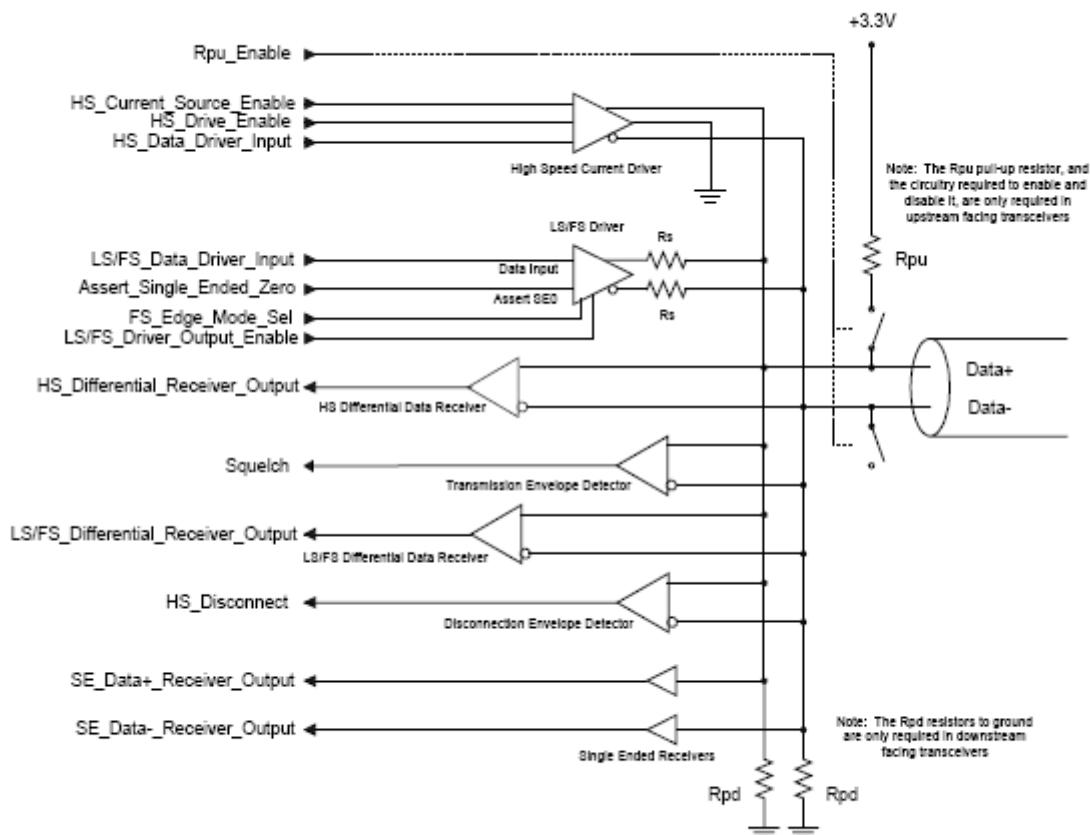 +3.3V
Rpu_Enable
HS_Current_Source_Enable
HS_Drive_Enable
HS_Data_Driver_Input
High Speed Current Driver
Note: The Rpu pull-up resistor, and
the circuitry required to enable and
disable it, are only required in
upstream facing transceivers
LS/FS Driver
Rs
LS/FS_Data_Driver_Input
Data Input
Rpu
Assert_Single_Ended_Zero
Assert SE0
Rs
FS_Edge_Mode_Sel
LS/FS_Driver_Output_Enable
Data+
HS_Differential_Receiver_Output
HS Differential Data Receiver
Data-
Squelch
Transmission Envelope Detector
LS/FS_Differential_Receiver_Output
LS/FS Differential Data Receiver
HS_Disconnect
Disconnection Envelope Detector
SE_Data+_Receiver_Output
SE_Data-_Receiver_Output
Single Ended Receivers
Note: The Rpd resistors to ground
are only required in downstream
facing transceivers
Rpd
Rpd